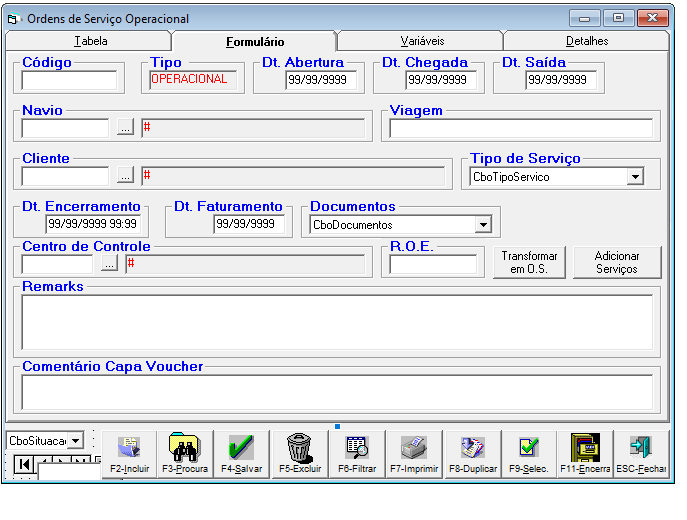 Ordens de Serviço Operacional
Tabela Formulário Variáveis Detalhes
Código Tipo Dt. Abertura Dt. Chegada Dt. Saída
OPERACIONAL 99/99/9999 99/99/9999 99/99/9999
Navio Viagem
... #
Cliente Tipo de Serviço
... # CboTipoServico
Dt. Encerramento Dt. Faturamento Documentos
99/99/9999 99:99 99/99/9999 CboDocumentos
Centro de Controle R.O.E.
... #
Transformar em O.S.
Adicionar Serviços
Remarks
Comentário Capa Voucher
CboSituaca
F2-Incluir F3-Procura F4-Salvar F5-Excluir F6-Filtrar F7-Imprimir F8-Duplicar F9-Selec. F11-Encerra ESC-Fechar